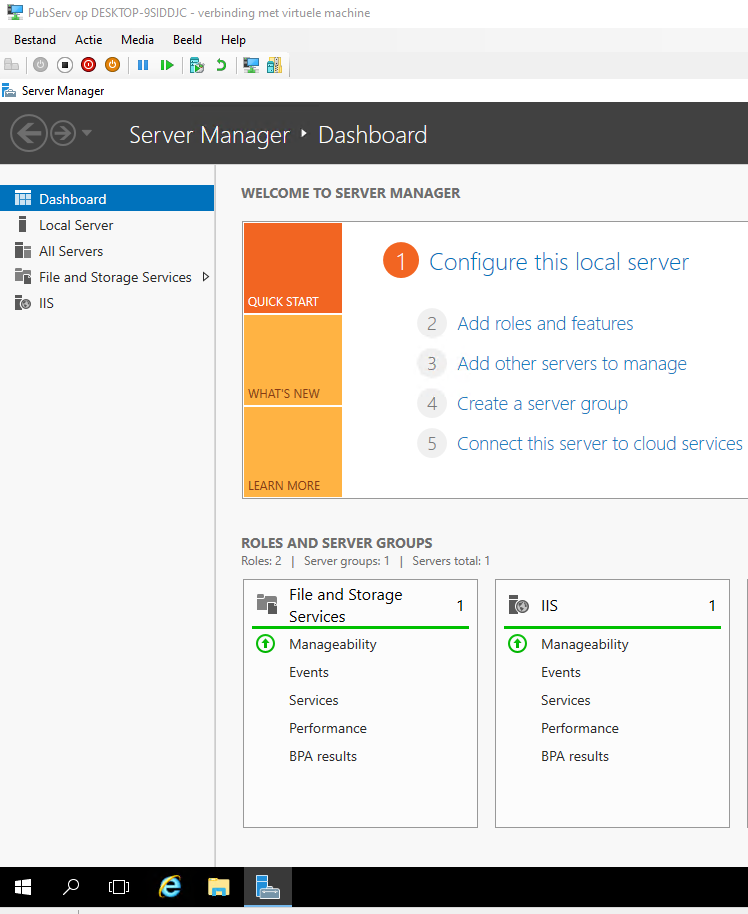 PubServ op DESKTOP-9SIDDJC - verbinding met virtuele machine
Bestand Actie Media Beeld Help
Server Manager
Server Manager ‣ Dashboard
Dashboard
Local Server
All Servers
File and Storage Services
IIS
WELCOME TO SERVER MANAGER
QUICK START
WHAT'S NEW
LEARN MORE
1 Configure this local server
2 Add roles and features
3 Add other servers to manage
4 Create a server group
5 Connect this server to cloud services
ROLES AND SERVER GROUPS
Roles: 2 | Server groups: 1 | Servers total: 1
File and Storage
Services 1
Manageability
Events
Services
Performance
BPA results
IIS 1
Manageability
Events
Services
Performance
BPA results